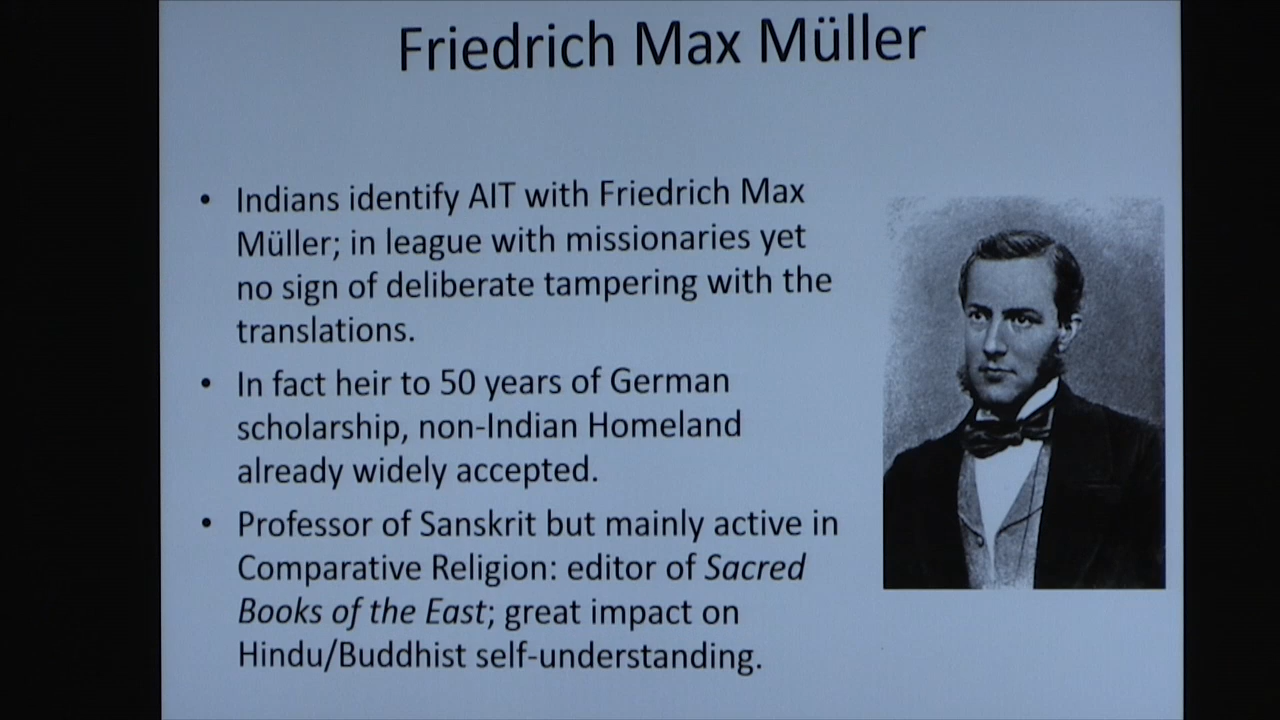 Friedrich Max Müller
• Indians identify AIT with Friedrich Max
Müller; in league with missionaries yet
no sign of deliberate tampering with the
translations.
• In fact heir to 50 years of German
scholarship, non-Indian Homeland
already widely accepted.
• Professor of Sanskrit but mainly active in
Comparative Religion: editor of Sacred
Books of the East; great impact on
Hindu/Buddhist self-understanding.